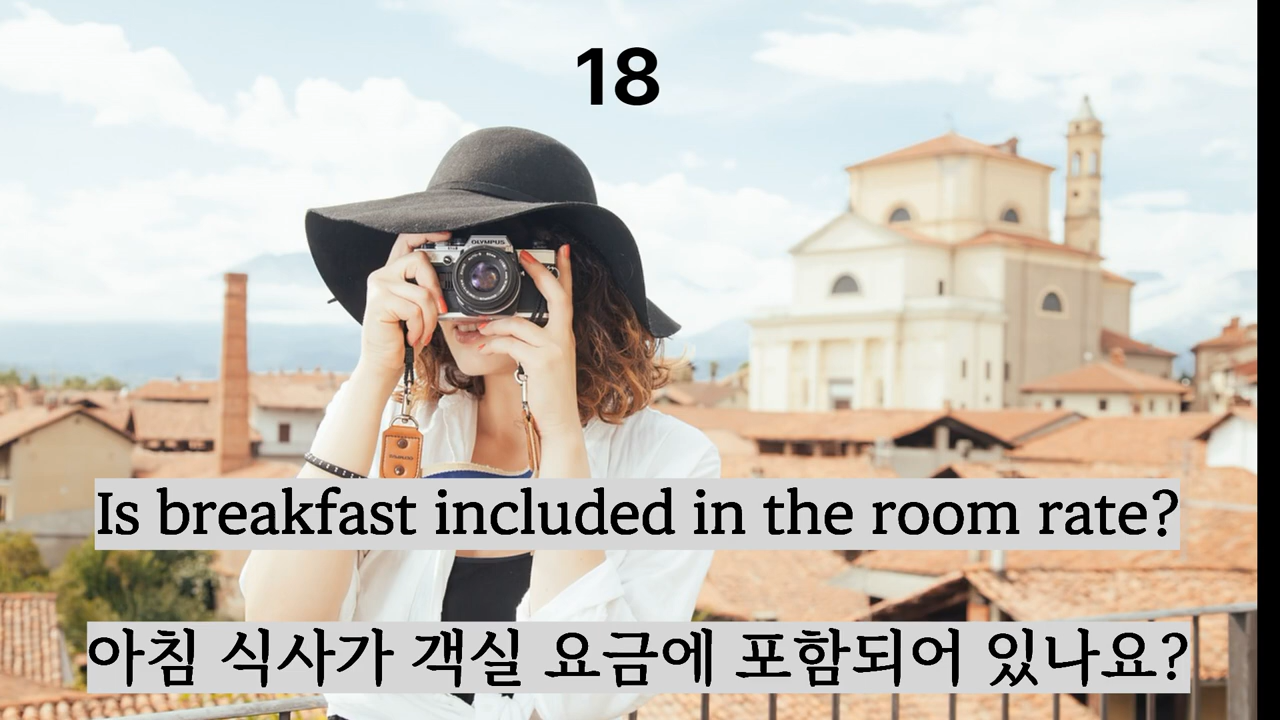 18
OLYMPUS
Is breakfast included in the room rate?
아침 식사가 객실 요금에 포함되어 있나요?